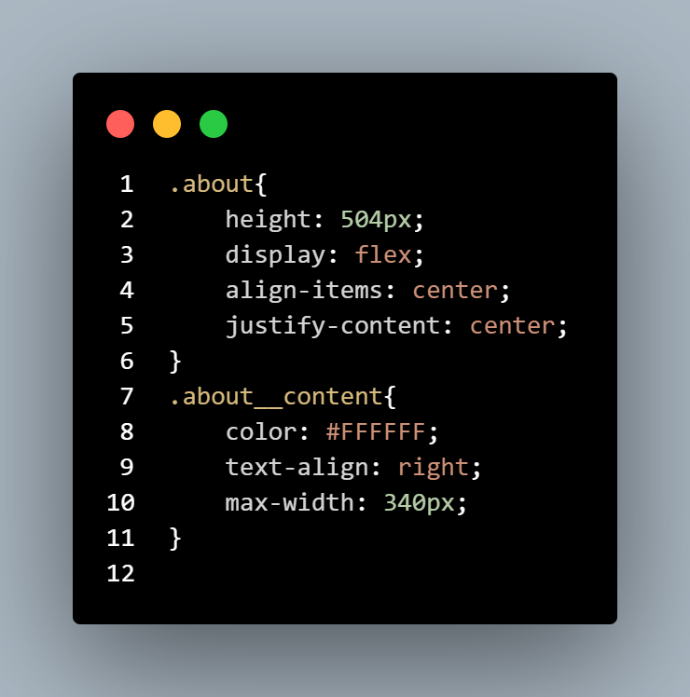 1 .about{
2     height: 504px;
3     display: flex;
4     align-items: center;
5     justify-content: center;
6 }
7 .about__content{
8     color: #FFFFFF;
9     text-align: right;
10     max-width: 340px;
11 }
12